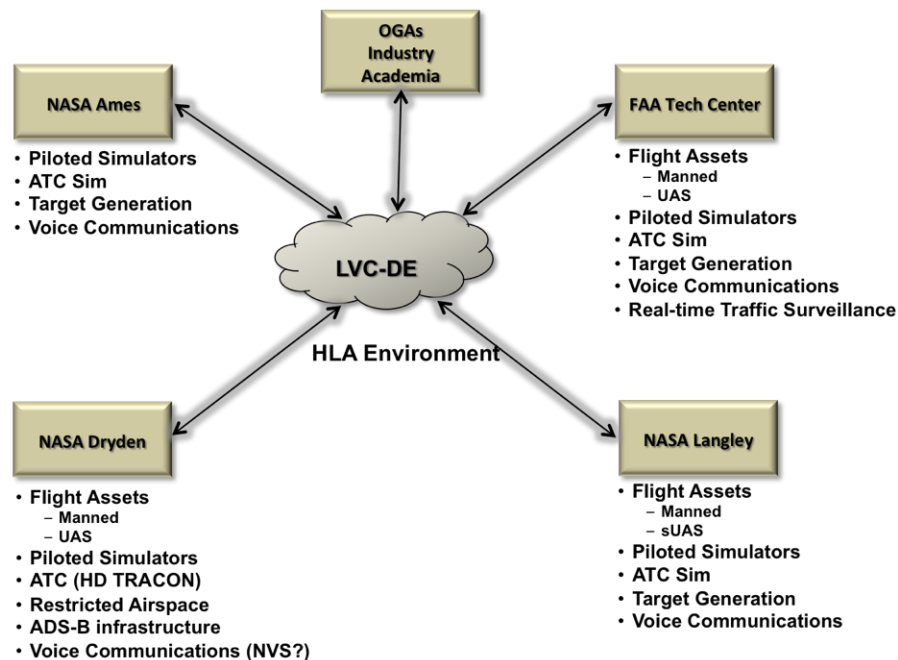 OGAs
Industry
Academia
NASA Ames
• Piloted Simulators
• ATC Sim
• Target Generation
• Voice Communications
FAA Tech Center
• Flight Assets
– Manned
– UAS
• Piloted Simulators
• ATC Sim
• Target Generation
• Voice Communications
• Real-time Traffic Surveillance
LVC-DE
HLA Environment
NASA Dryden
• Flight Assets
– Manned
– UAS
• Piloted Simulators
• ATC (HD TRACON)
• Restricted Airspace
• ADS-B infrastructure
• Voice Communications (NVS?)
NASA Langley
• Flight Assets
– Manned
– sUAS
• Piloted Simulators
• ATC Sim
• Target Generation
• Voice Communications